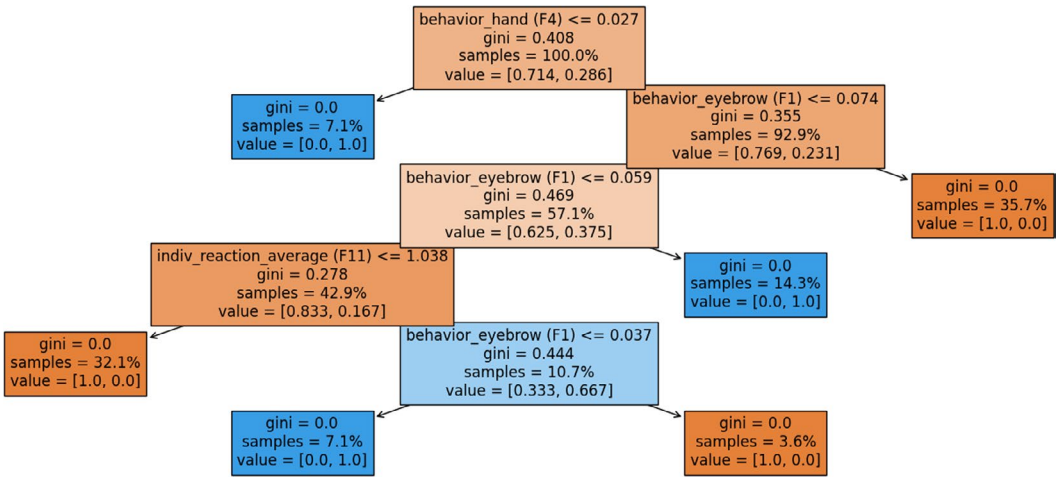 behavior_hand (F4) <= 0.027
gini = 0.408
samples = 100.0%
value = [0.714, 0.286]
gini = 0.0
samples = 7.1%
value = [0.0, 1.0]
behavior_eyebrow (F1) <= 0.074
gini = 0.355
samples = 92.9%
value = [0.769, 0.231]
behavior_eyebrow (F1) <= 0.059
gini = 0.469
samples = 57.1%
value = [0.625, 0.375]
gini = 0.0
samples = 35.7%
value = [1.0, 0.0]
indiv_reaction_average (F11) <= 1.038
gini = 0.278
samples = 42.9%
value = [0.833, 0.167]
gini = 0.0
samples = 14.3%
value = [0.0, 1.0]
gini = 0.0
samples = 32.1%
value = [1.0, 0.0]
behavior_eyebrow (F1) <= 0.037
gini = 0.444
samples = 10.7%
value = [0.333, 0.667]
gini = 0.0
samples = 7.1%
value = [0.0, 1.0]
gini = 0.0
samples = 3.6%
value = [1.0, 0.0]